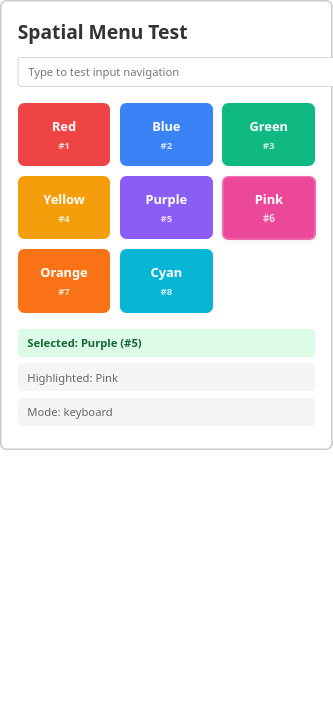 Spatial Menu Test
Type to test input navigation
Red
#1
Blue
#2
Green
#3
Yellow
#4
Purple
#5
Pink
#6
Orange
#7
Cyan
#8
Selected: Purple (#5)
Highlighted: Pink
Mode: keyboard